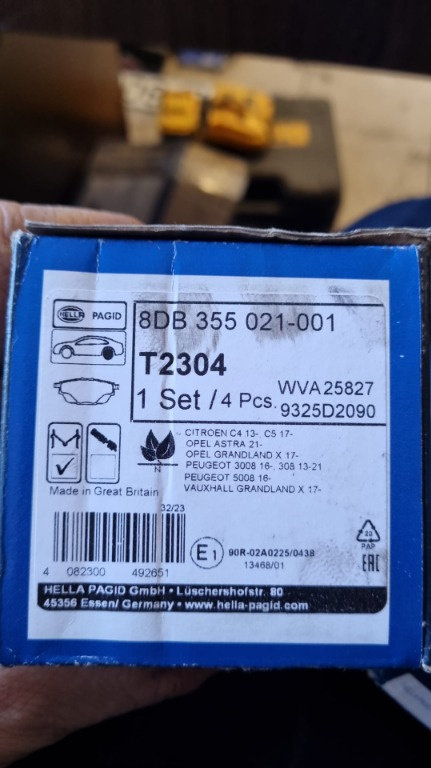 HELLA PAGID
8DB 355 021-001
T2304
1 Set / 4 Pcs.
WVA 25827
9325D2090
CITROEN C4 13-, C5 17-
OPEL ASTRA 21-
OPEL GRANDLAND X 17-
PEUGEOT 3008 16-, 308 13-21
PEUGEOT 5008 16-
VAUXHALL GRANDLAND X 17-
N
Made in Great Britain
32/23
4 082300 492651
E1
90R-02A0225/0438
13468/01
20
PAP
EAC
HELLA PAGID GmbH • Lüschershofstr. 80
45356 Essen/ Germany • www.hella-pagid.com